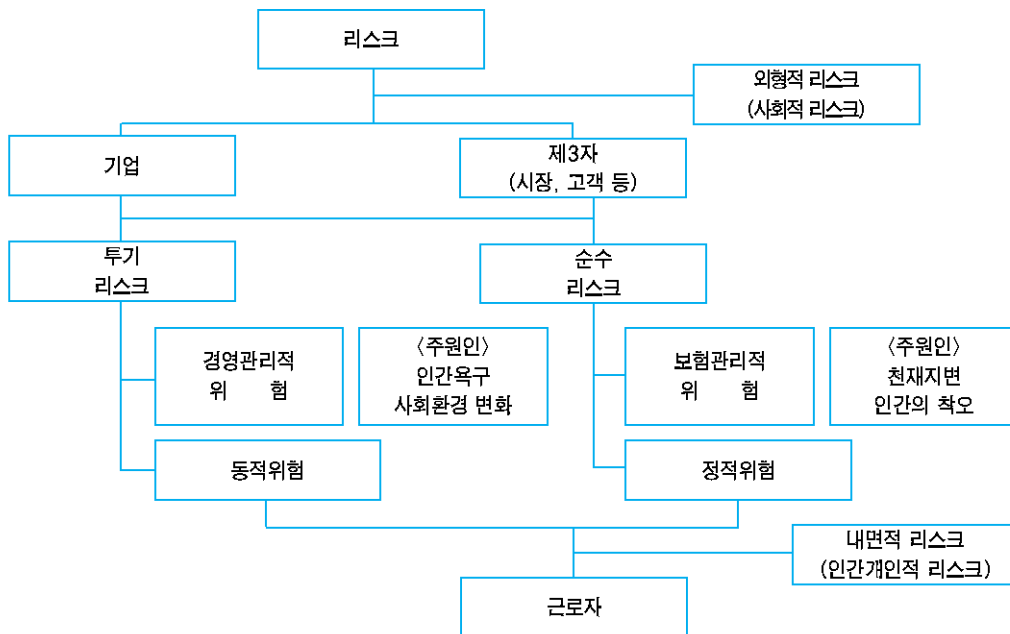 리스크
외형적 리스크
(사회적 리스크)
기업
제3자
(시장, 고객 등)
투기
리스크
순수
리스크
경영관리적
위 험
〈주원인〉
인간욕구
사회환경 변화
보험관리적
위 험
〈주원인〉
천재지변
인간의 착오
동적위험
정적위험
내면적 리스크
(인간개인적 리스크)
근로자